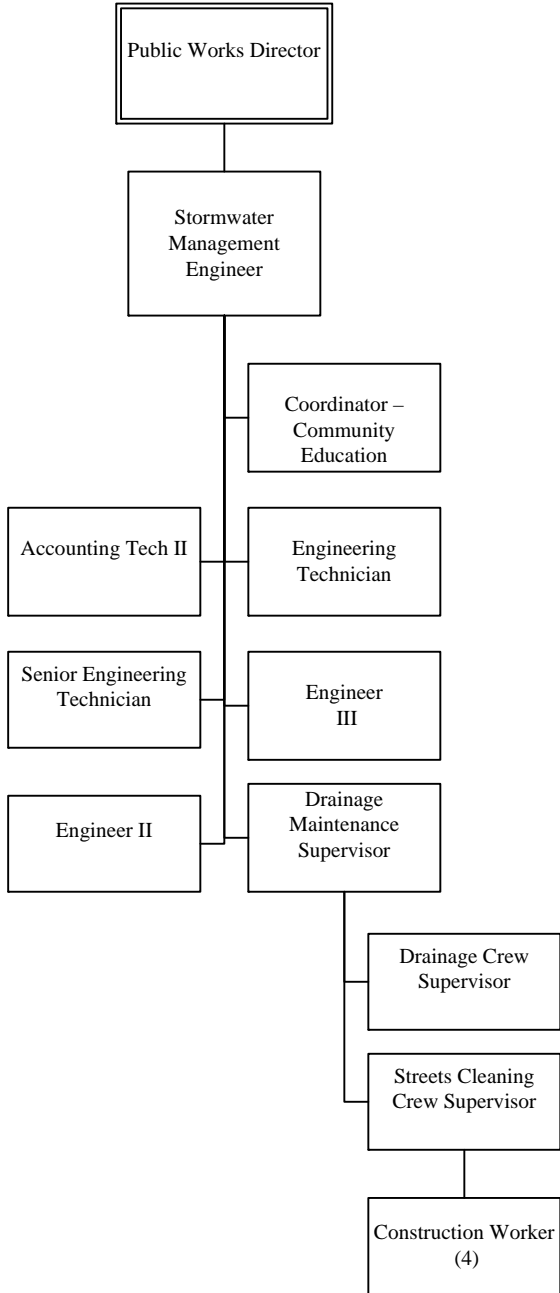 Public Works Director
Stormwater
Management
Engineer
Coordinator –
Community
Education
Accounting Tech II
Engineering
Technician
Senior Engineering
Technician
Engineer
III
Engineer II
Drainage
Maintenance
Supervisor
Drainage Crew
Supervisor
Streets Cleaning
Crew Supervisor
Construction Worker
(4)